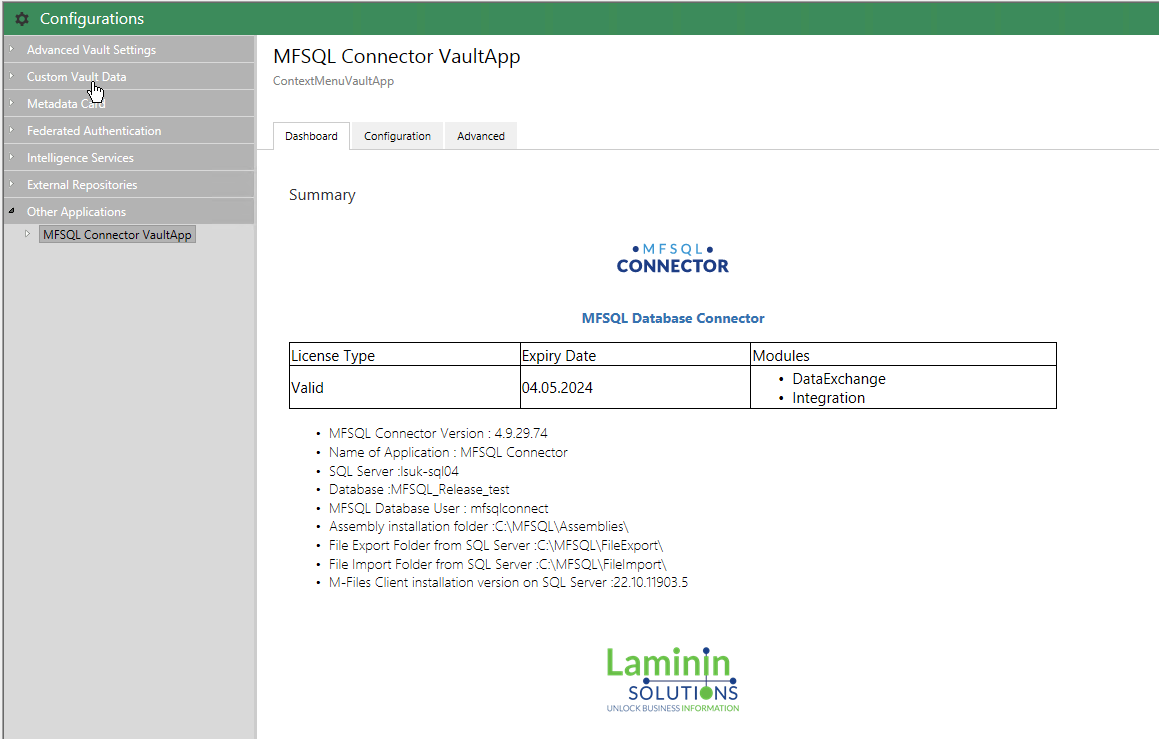 Configurations
Advanced Vault Settings
Custom Vault Data
Metadata Card
Federated Authentication
Intelligence Services
External Repositories
Other Applications
MFSQL Connector VaultApp
MFSQL Connector VaultApp
ContextMenuVaultApp
Dashboard Configuration Advanced
Summary
MFSQL
CONNECTOR
MFSQL Database Connector
License Type Expiry Date Modules
Valid 04.05.2024 • DataExchange
• Integration
• MFSQL Connector Version : 4.9.29.74
• Name of Application : MFSQL Connector
• SQL Server :lsuk-sql04
• Database :MFSQL_Release_test
• MFSQL Database User : mfsqlconnect
• Assembly installation folder :C:\MFSQL\Assemblies\
• File Export Folder from SQL Server :C:\MFSQL\FileExport\
• File Import Folder from SQL Server :C:\MFSQL\FileImport\
• M-Files Client installation version on SQL Server :22.10.11903.5
Laminin
SOLUTIONS
UNLOCK BUSINESS INFORMATION